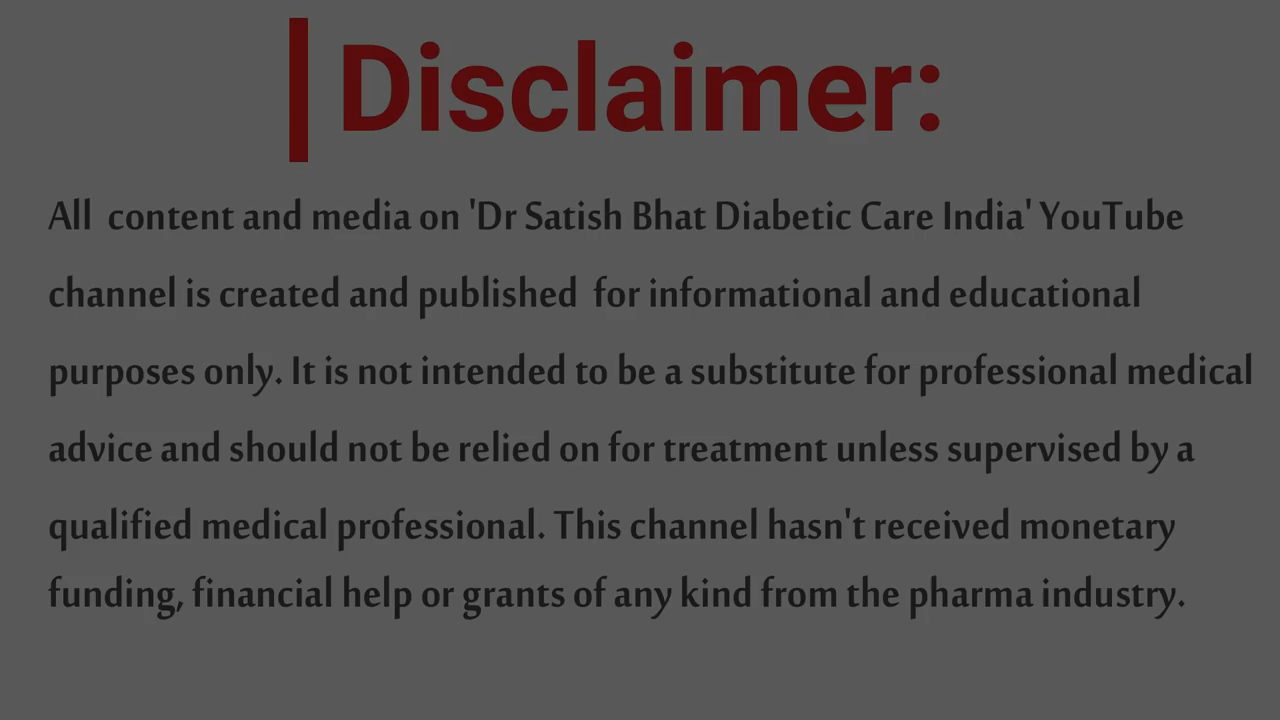 Disclaimer:
All content and media on 'Dr Satish Bhat Diabetic Care India' YouTube
channel is created and published for informational and educational
purposes only. It is not intended to be a substitute for professional medical
advice and should not be relied on for treatment unless supervised by a
qualified medical professional. This channel hasn't received monetary
funding, financial help or grants of any kind from the pharma industry.